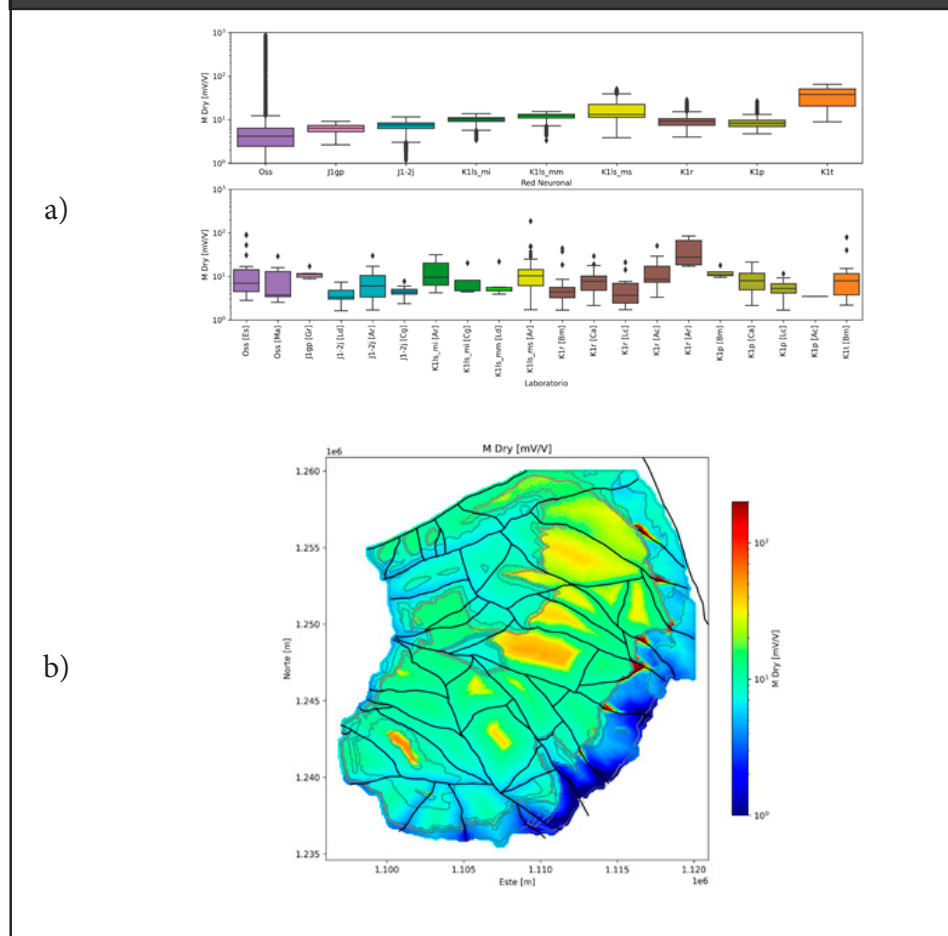 a)
10³
10²
10¹
10⁰
M Dry [mV/V]
Oss J1gp J1-2j K1ls_mi K1ls_mm K1ls_ms K1r K1p K1t
Red Neuronal
10³
10²
10¹
10⁰
M Dry [mV/V]
Oss [Es] Oss [Ma] J1gp [Gr] J1-2j [Ld] J1-2j [Ar] J1-2j [Cg] K1ls_mi [Ar] K1ls_mi [Cg] K1ls_mm [Ld] K1ls_ms [Ar] K1r [Bm] K1r [Ca] K1r [Lc] K1r [Ac] K1r [Ar] K1p [Bm] K1p [Ca] K1p [Lc] K1p [Ac] K1t [Bm]
Laboratorio
b)
M Dry [mV/V]
1e6
1.260
1.255
1.250
1.245
1.240
1.235
Norte [m]
1.100 1.105 1.110 1.115 1.120
Este [m]
1e6
10²
10¹
10⁰
M Dry [mV/V]